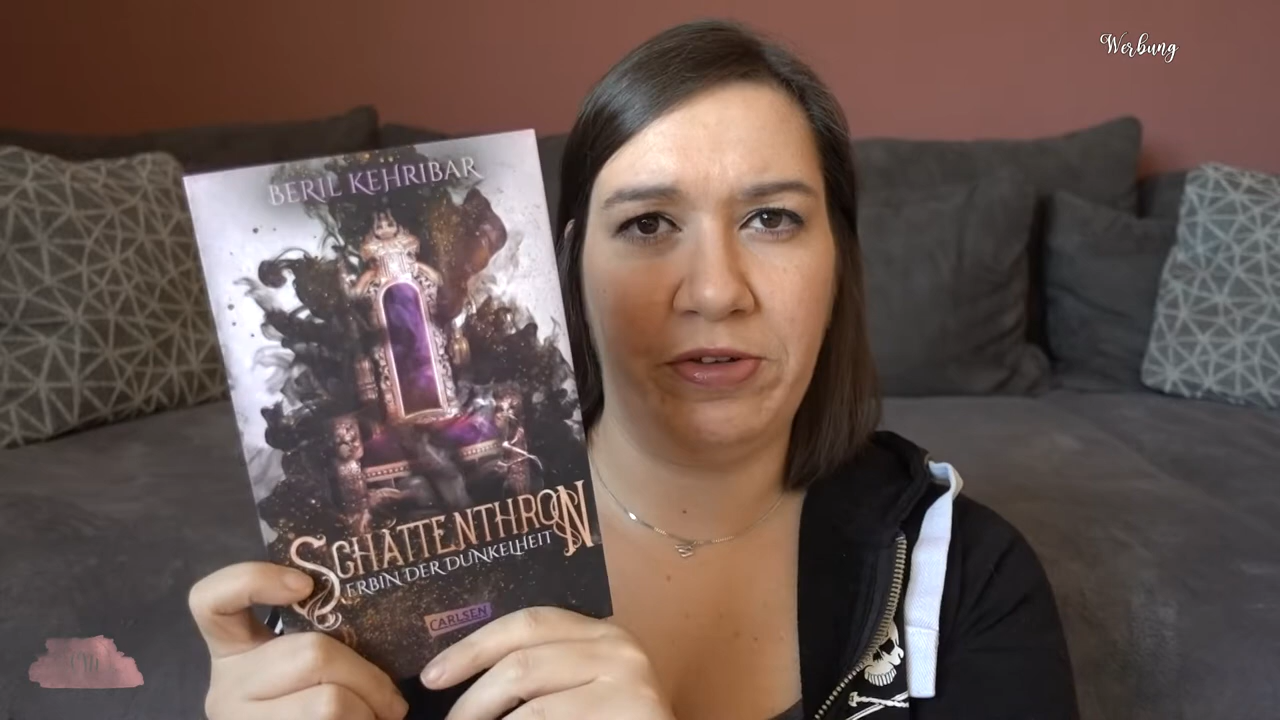 Werbung
BERIL KEHRIBAR
SCHATTENTHRON
ERBIN DER DUNKELHEIT
CARLSEN